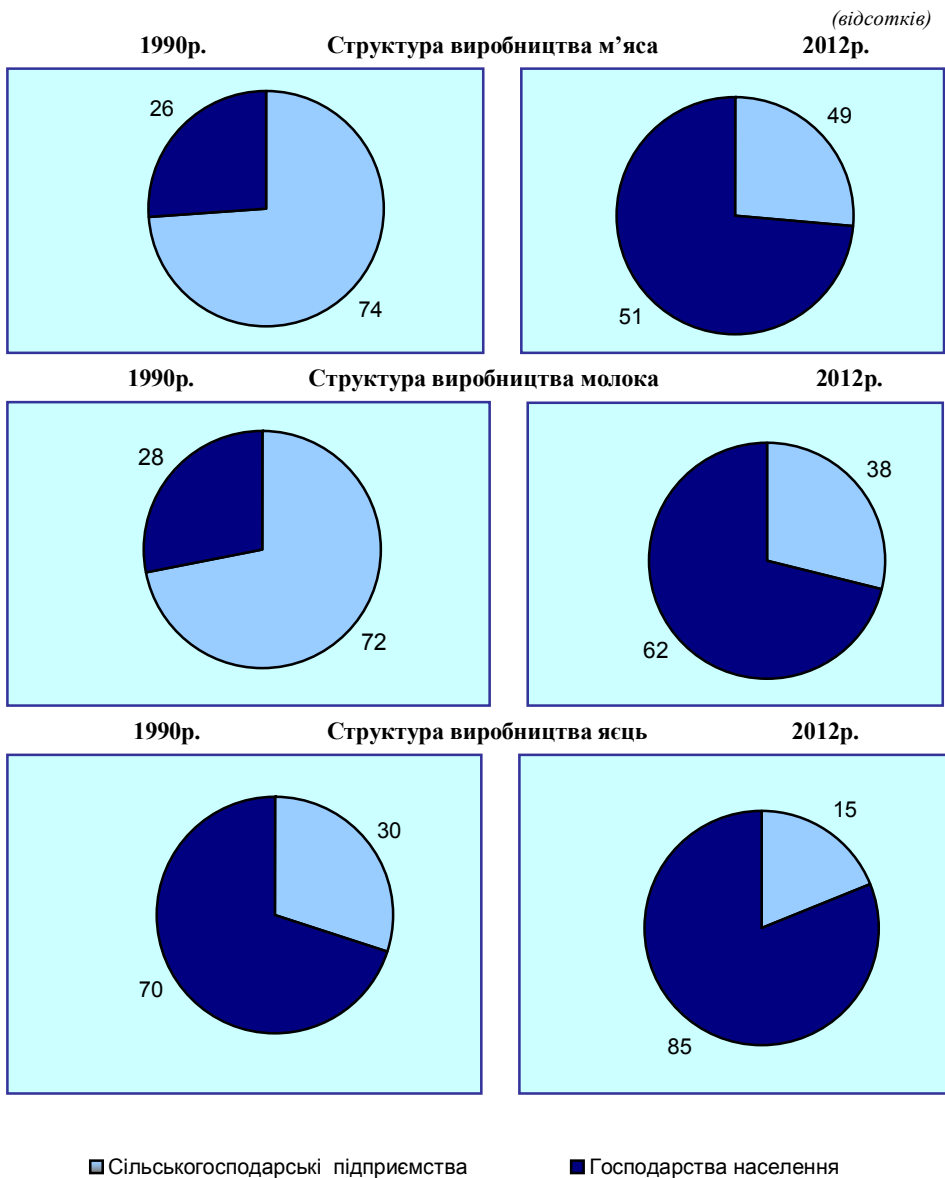 (відсотків)
1990р. Структура виробництва м’яса 2012р.
26 49
74 51
1990р. Структура виробництва молока 2012р.
28 38
72 62
1990р. Структура виробництва яєць 2012р.
30 15
70 85
Сільськогосподарські підприємства Господарства населення